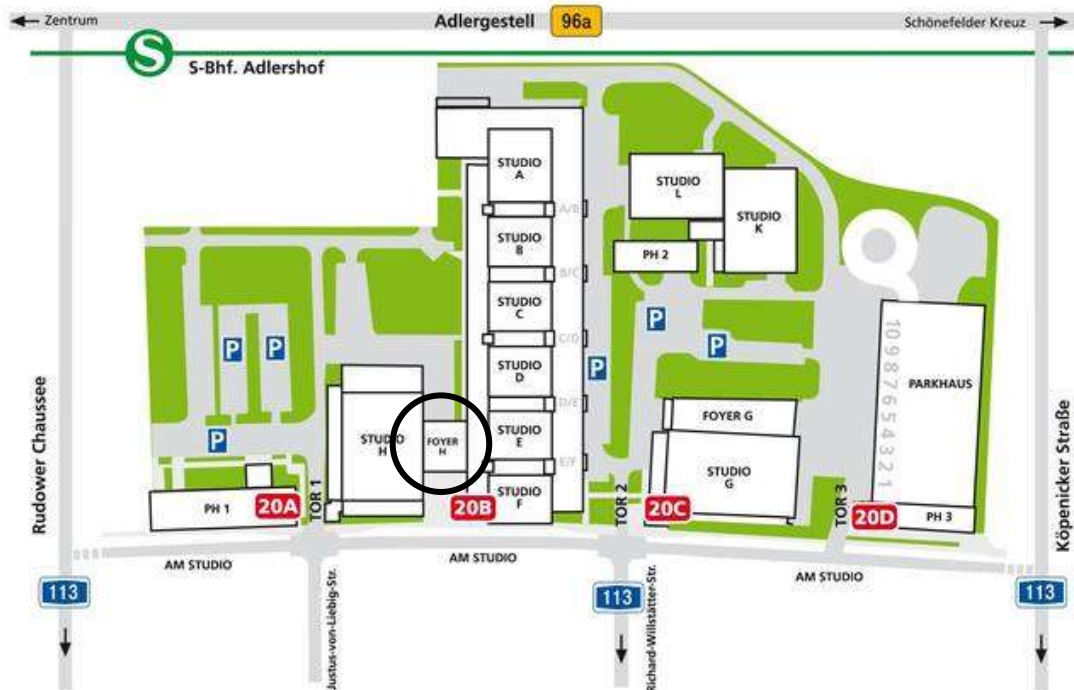 Zentrum
Adlergestell
96a
Schönefelder Kreuz
S
S-Bhf. Adlershof
STUDIO
A
A/B
STUDIO
B
B/C
STUDIO
C
C/D
STUDIO
D
D/E
STUDIO
E
E/F
STUDIO
F
STUDIO
L
STUDIO
K
PH 2
P
P
P
P
P
P
STUDIO
H
FOYER
H
FOYER G
STUDIO
G
PARKHAUS
10 9 8 7 6 5 4 3 2 1
PH 1
20A
TOR 1
20B
TOR 2
20C
TOR 3
20D
PH 3
Rudower Chaussee
Köpenicker Straße
AM STUDIO
AM STUDIO
AM STUDIO
113
Justus-von-Liebig-Str.
113
Richard-Willstätter-Str.
113